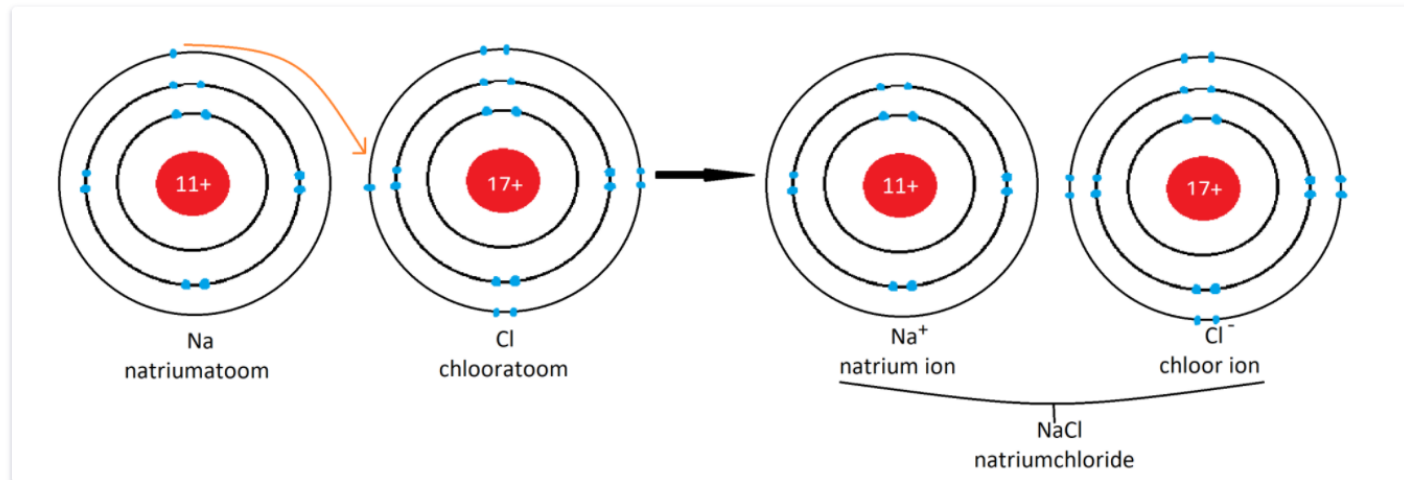 11+
17+
11+
17+
Na
natriumatoom
Cl
chlooratoom
Na⁺
natrium ion
Cl⁻
chloor ion
NaCl
natriumchloride